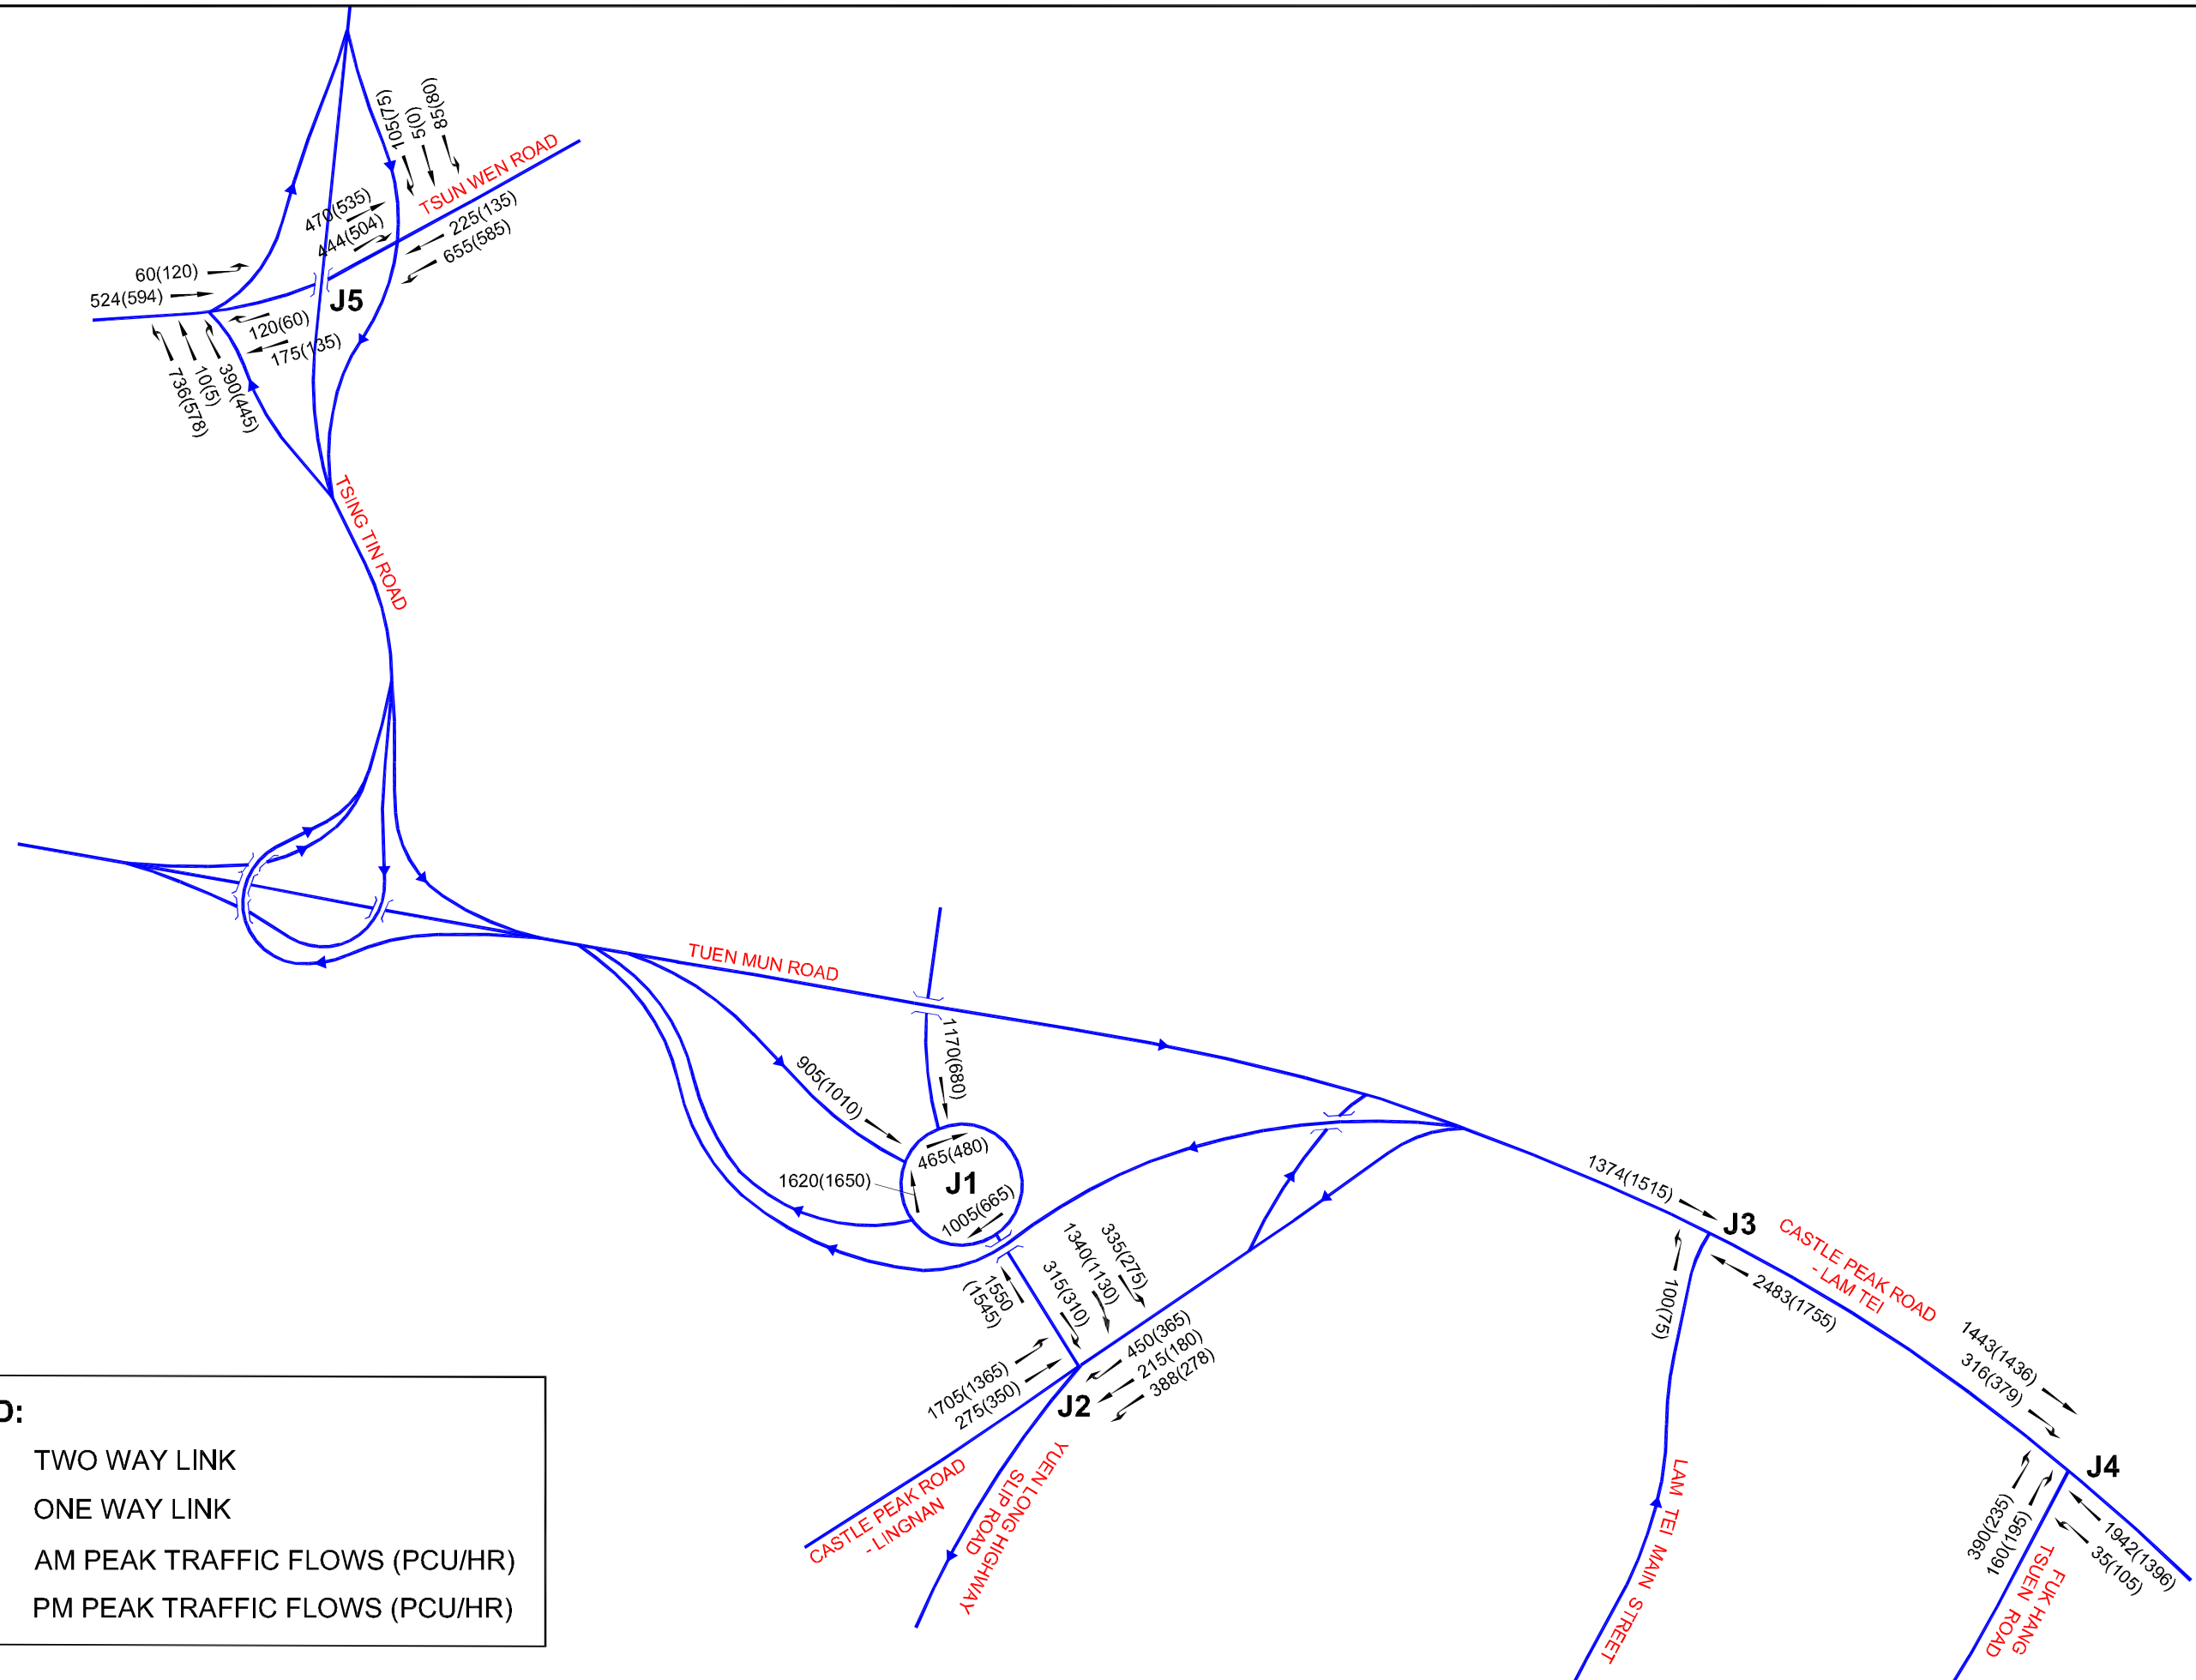 105(75)
5(0)
85(80)
TSUN WEN ROAD
470(535)
444(504)
225(135)
655(585)
60(120)
524(594)
J5
120(60)
175(135)
736(578)
10(5)
390(445)
TSING TIN ROAD
TUEN MUN ROAD
1170(680)
905(1010)
465(480)
J1
1620(1650)
1005(665)
1550
(1545)
315(310)
1340(1130)
335(275)
1705(1365)
275(350)
450(365)
215(180)
388(278)
J2
CASTLE PEAK ROAD
- LINGNAN
YUEN LONG HIGHWAY
SLIP ROAD
1374(1515)
J3
CASTLE PEAK ROAD
- LAM TEI
100(75)
2483(1755)
LAM TEI MAIN STREET
1443(1436)
316(379)
J4
390(235)
160(195)
1942(1396)
35(105)
FUK HANG
TSUEN ROAD
D:
TWO WAY LINK
ONE WAY LINK
AM PEAK TRAFFIC FLOWS (PCU/HR)
PM PEAK TRAFFIC FLOWS (PCU/HR)